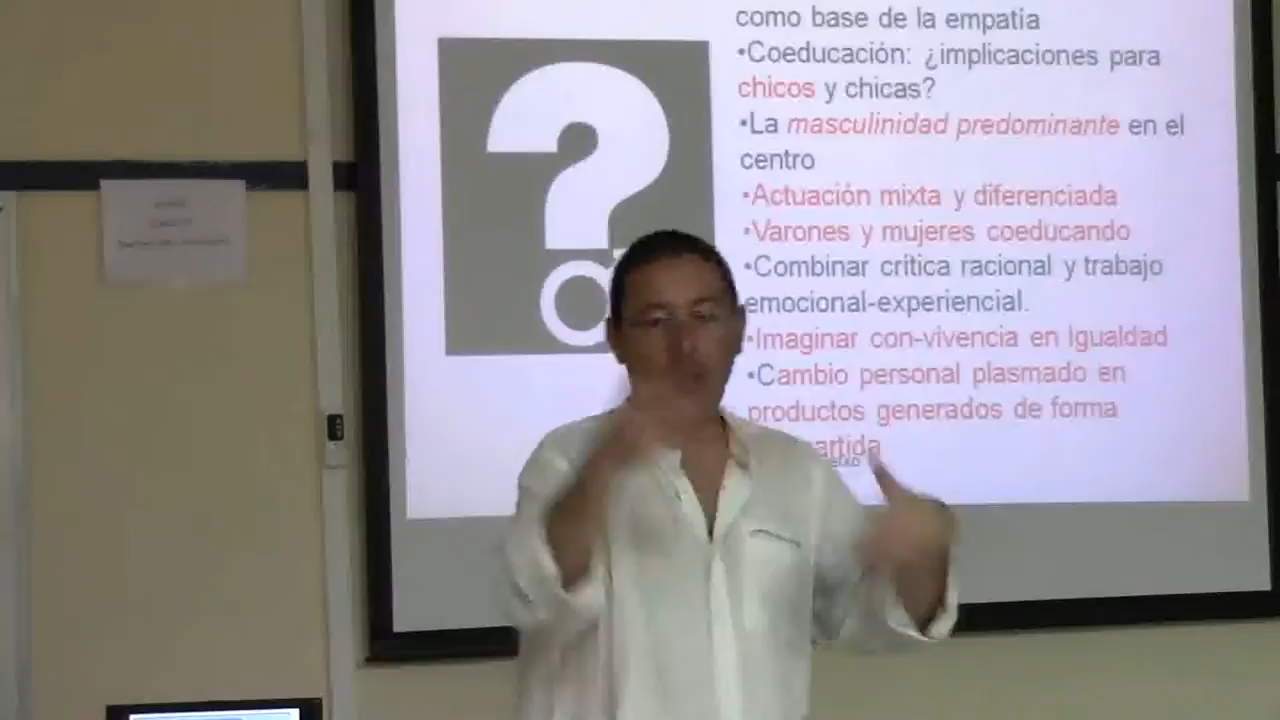 como base de la empatía
•Coeducación: ¿implicaciones para
chicos y chicas?
•La masculinidad predominante en el
centro
•Actuación mixta y diferenciada
•Varones y mujeres coeducando
•Combinar crítica racional y trabajo
emocional-experiencial.
•Imaginar con-vivencia en Igualdad
•Cambio personal plasmado en
productos generados de forma
artida